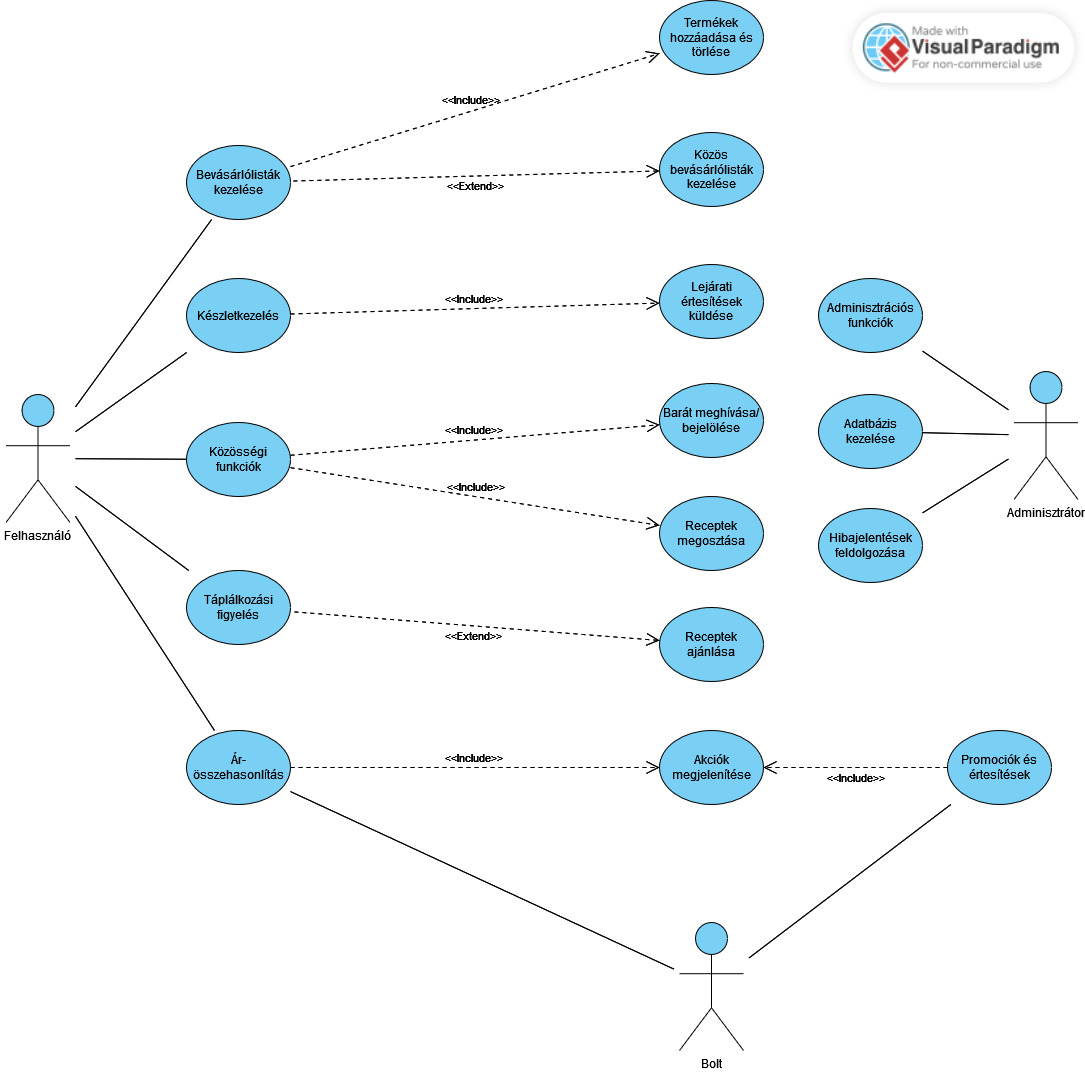 Termékek
hozzáadása és
törlése
Made with
VisualParadigm
For non-commercial use
<<Include>>
Bevásárlólisták
kezelése
<<Extend>>
Közös
bevásárlólisták
kezelése
Készletkezelés
<<Include>>
Lejárati
értesítések
küldése
Adminisztrációs
funkciók
Közösségi
funkciók
<<Include>>
Barát meghívása/
bejelölése
Adatbázis
kezelése
<<Include>>
Receptek
megosztása
Adminisztrátor
Felhasználó
Hibajelentések
feldolgozása
Táplálkozási
figyelés
<<Extend>>
Receptek
ajánlása
Ár-
összehasonlítás
<<Include>>
Akciók
megjelenítése
<<Include>>
Promociók és
értesítések
Bolt